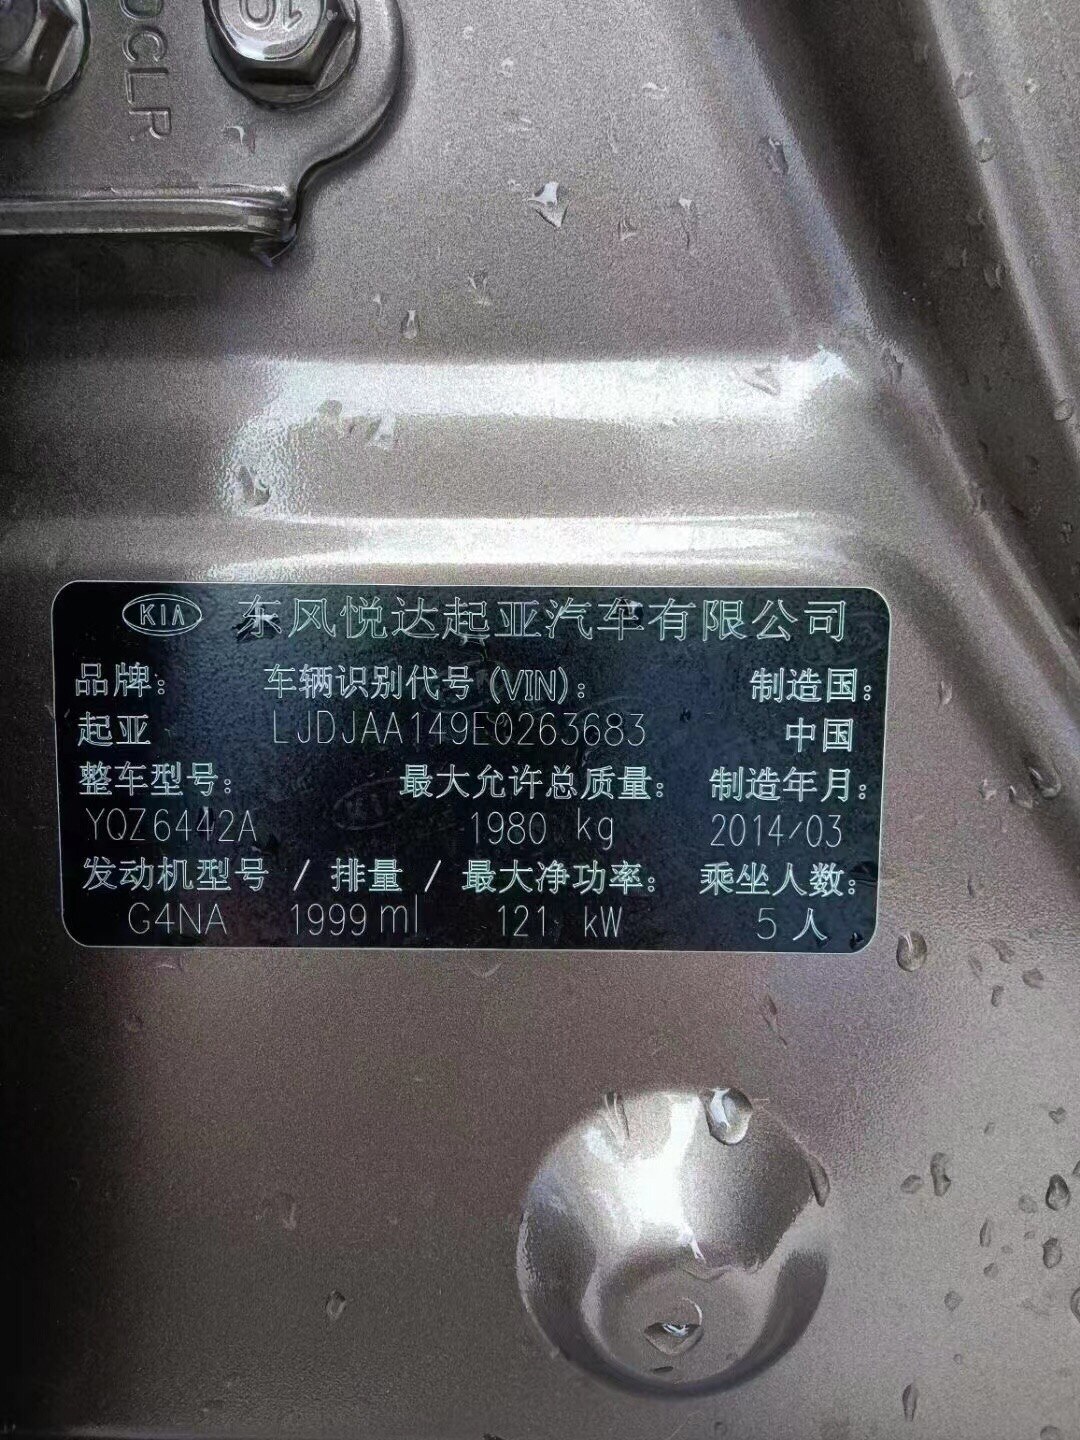 DCLR
10
KIA 东风悦达起亚汽车有限公司
品牌: 车辆识别代号(VIN): 制造国:
起亚 LJDJAA149E0263683 中国
整车型号: 最大允许总质量: 制造年月:
YQZ6442A 1980 kg 2014/03
发动机型号 / 排量 / 最大净功率: 乘坐人数:
G4NA 1999ml 121 kW 5人